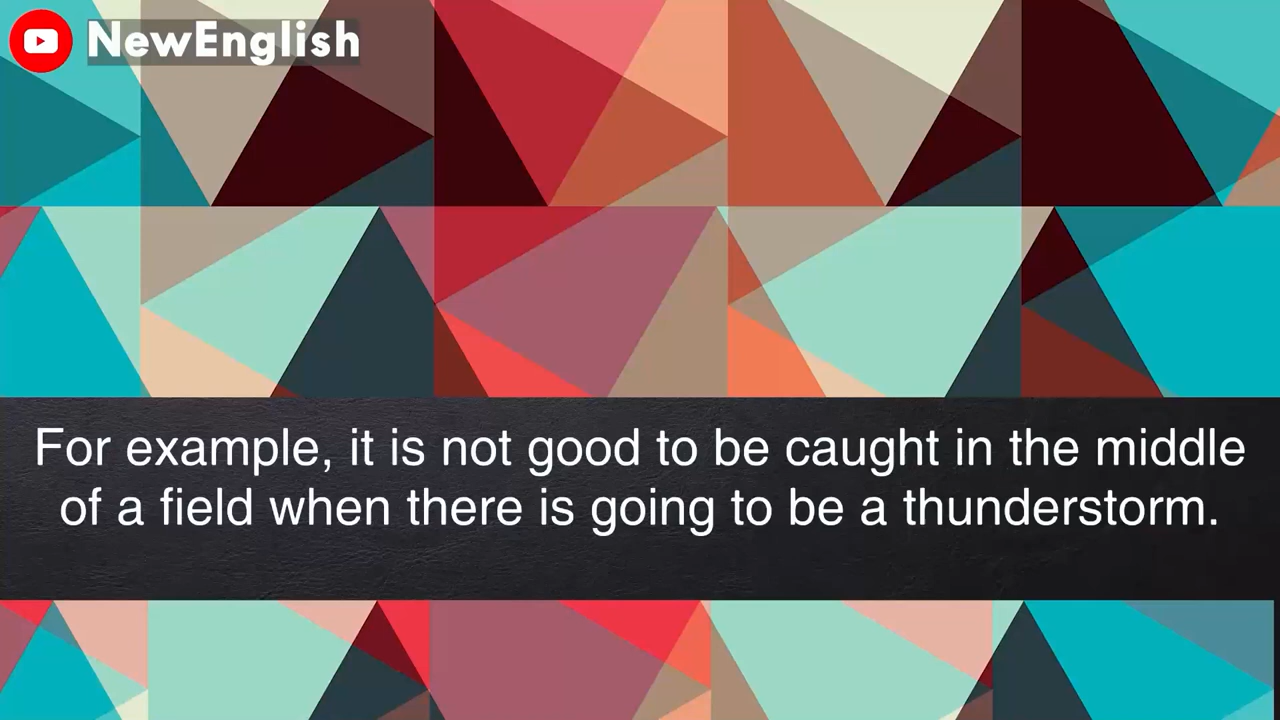 NewEnglish
For example, it is not good to be caught in the middle
of a field when there is going to be a thunderstorm.